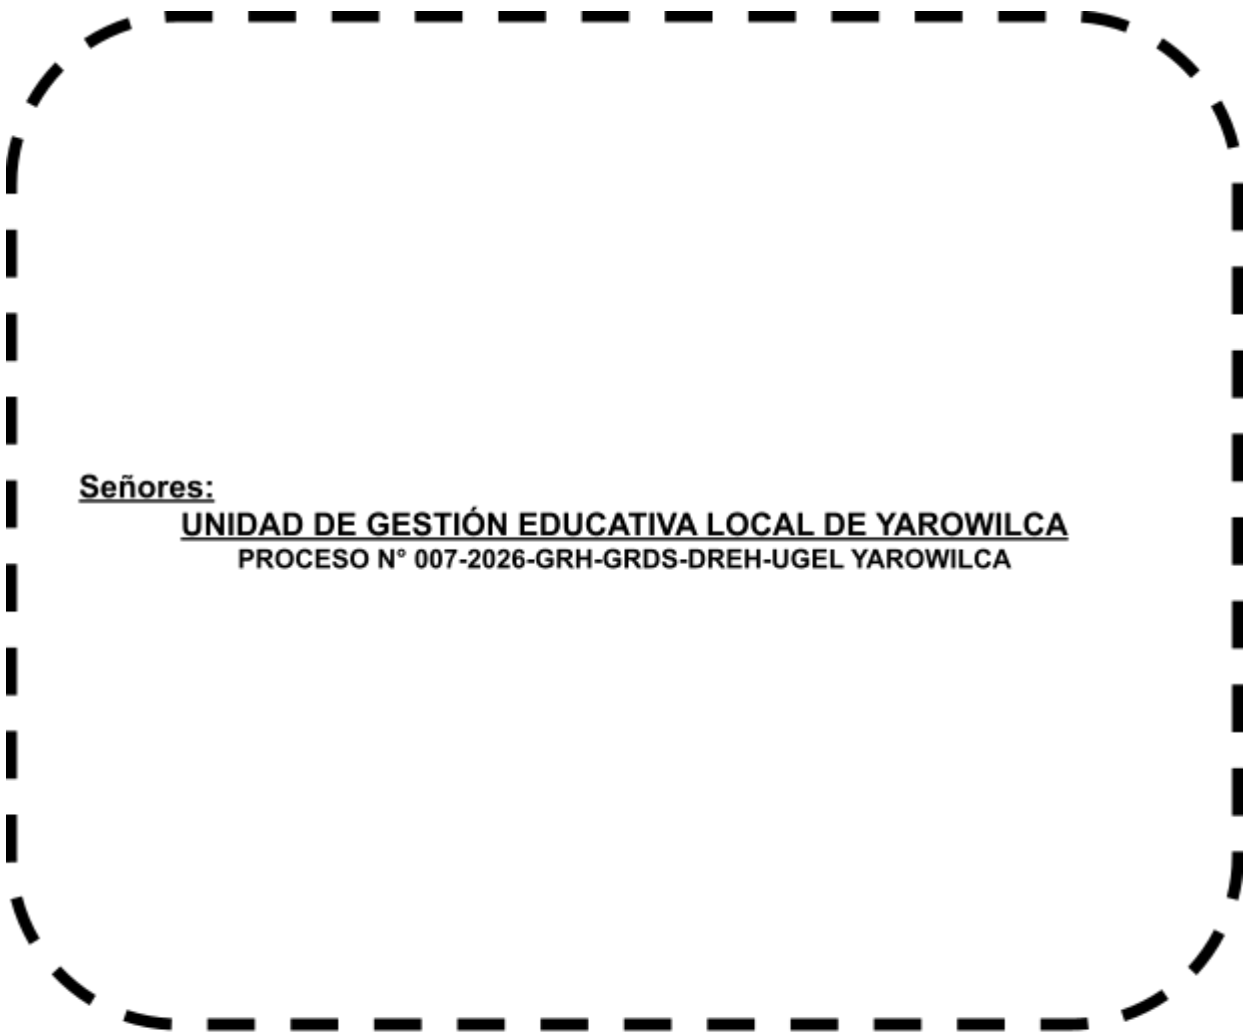 Señores:
UNIDAD DE GESTIÓN EDUCATIVA LOCAL DE YAROWILCA
PROCESO N° 007-2026-GRH-GRDS-DREH-UGEL YAROWILCA